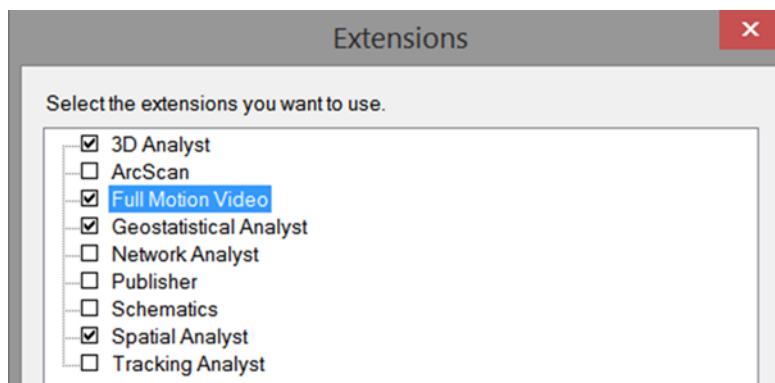 Extensions
Select the extensions you want to use.
3D Analyst
ArcScan
Full Motion Video
Geostatistical Analyst
Network Analyst
Publisher
Schematics
Spatial Analyst
Tracking Analyst